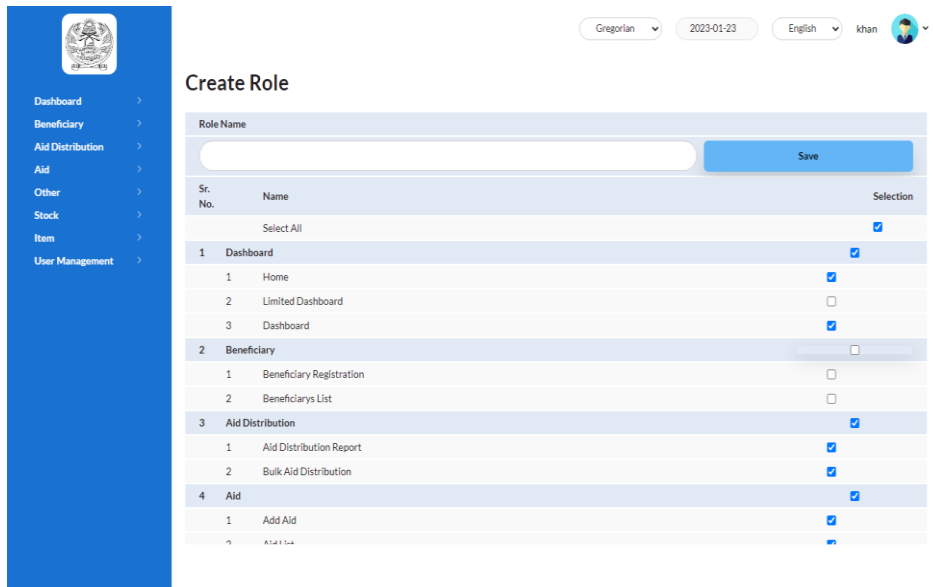 Gregorian 2023-01-23 English khan
Create Role
Dashboard
Beneficiary
Aid Distribution
Aid
Other
Stock
Item
User Management
Role Name
Save
Sr. No. Name Selection
Select All
1 Dashboard
1 Home
2 Limited Dashboard
3 Dashboard
2 Beneficiary
1 Beneficiary Registration
2 Beneficiarys List
3 Aid Distribution
1 Aid Distribution Report
2 Bulk Aid Distribution
4 Aid
1 Add Aid
2 Aid List